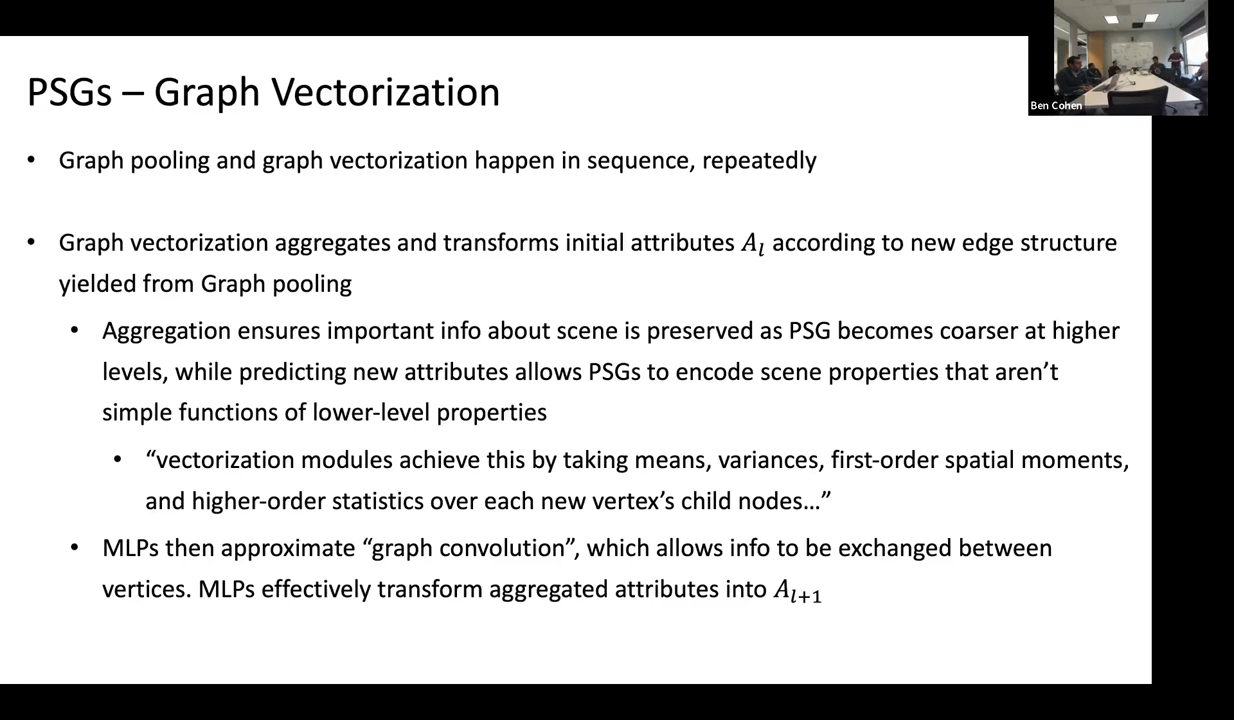 PSGs – Graph Vectorization
Ben Cohen
• Graph pooling and graph vectorization happen in sequence, repeatedly
• Graph vectorization aggregates and transforms initial attributes A_l according to new edge structure
yielded from Graph pooling
• Aggregation ensures important info about scene is preserved as PSG becomes coarser at higher
levels, while predicting new attributes allows PSGs to encode scene properties that aren’t
simple functions of lower-level properties
• “vectorization modules achieve this by taking means, variances, first-order spatial moments,
and higher-order statistics over each new vertex’s child nodes…”
• MLPs then approximate “graph convolution”, which allows info to be exchanged between
vertices. MLPs effectively transform aggregated attributes into A_{l+1}